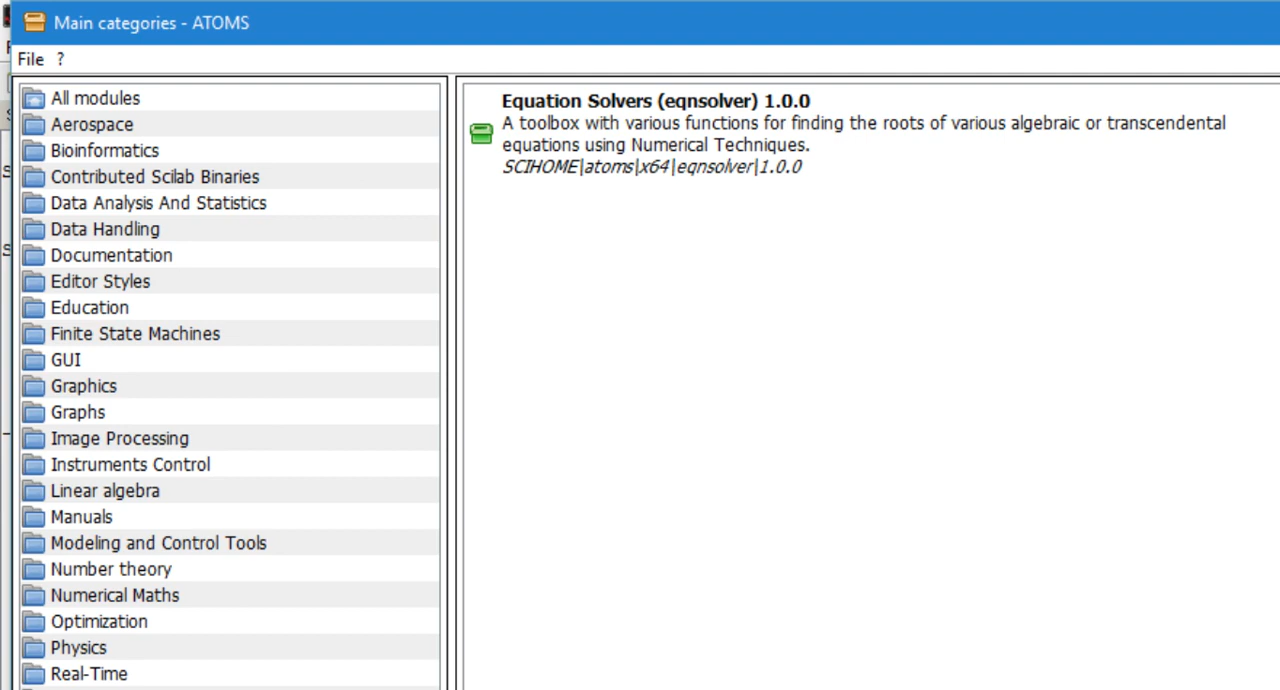 Main categories - ATOMS
File ?
All modules
Aerospace
Bioinformatics
Contributed Scilab Binaries
Data Analysis And Statistics
Data Handling
Documentation
Editor Styles
Education
Finite State Machines
GUI
Graphics
Graphs
Image Processing
Instruments Control
Linear algebra
Manuals
Modeling and Control Tools
Number theory
Numerical Maths
Optimization
Physics
Real-Time
Equation Solvers (eqnsolver) 1.0.0
A toolbox with various functions for finding the roots of various algebraic or transcendental
equations using Numerical Techniques.
SCIHOME|atoms|x64|eqnsolver|1.0.0